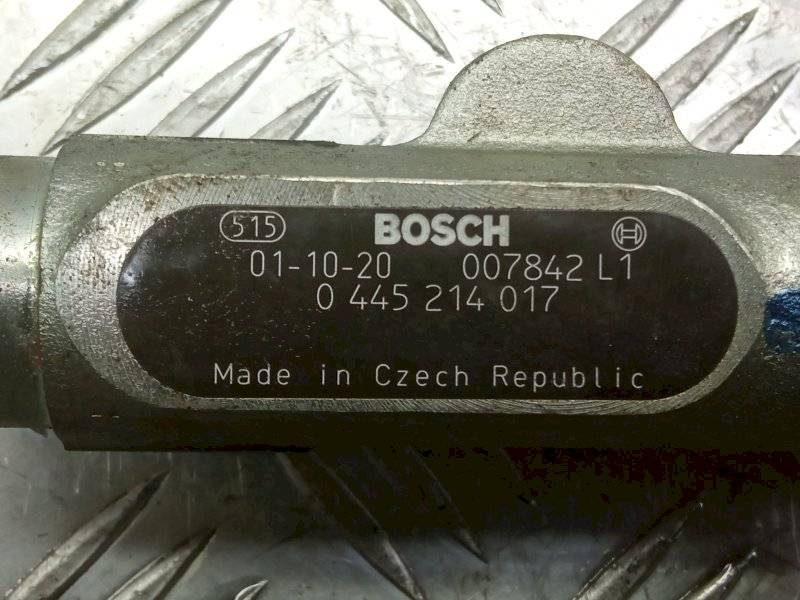 515 BOSCH
01-10-20 007842 L1
0 445 214 017
Made in Czech Republic